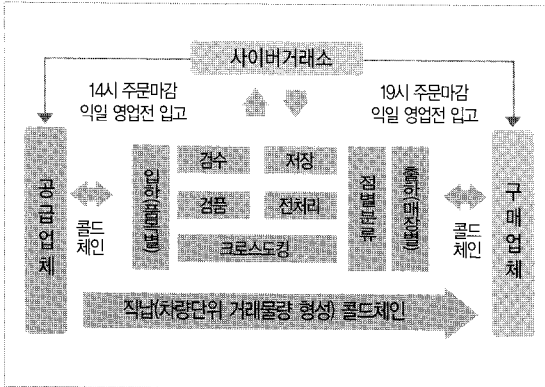 사이버거래소
14시 주문마감
익일 영업전 입고
19시 주문마감
익일 영업전 입고
공급업체
콜드
체인
입하(품목별)
검수
저장
검품
전처리
크로스도킹
점별분류
출하(매장별)
콜드
체인
구매업체
직납(차량단위 거래물량 형성) 콜드체인